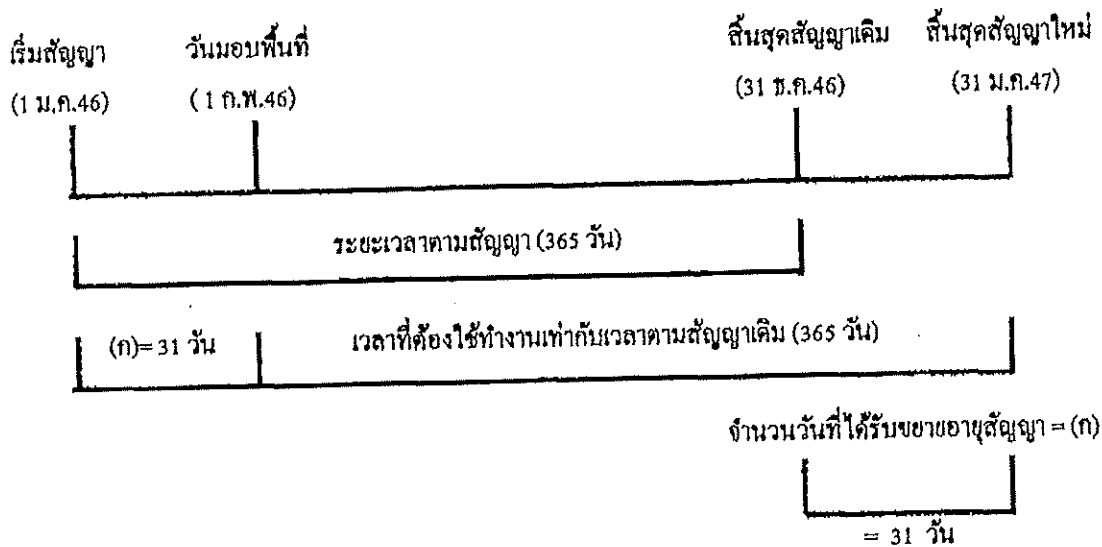 เริ่มสัญญา วันมอบพื้นที่ สิ้นสุดสัญญาเดิม สิ้นสุดสัญญาใหม่
(1 ม.ค.46) ( 1 ก.พ.46) (31 ธ.ค.46) (31 ม.ค.47)
ระยะเวลาตามสัญญา (365 วัน)
(ก)= 31 วัน เวลาที่ต้องใช้ทำงานเท่ากับเวลาตามสัญญาเดิม (365 วัน)
จำนวนวันที่ได้รับขยายอายุสัญญา = (ก)
= 31 วัน